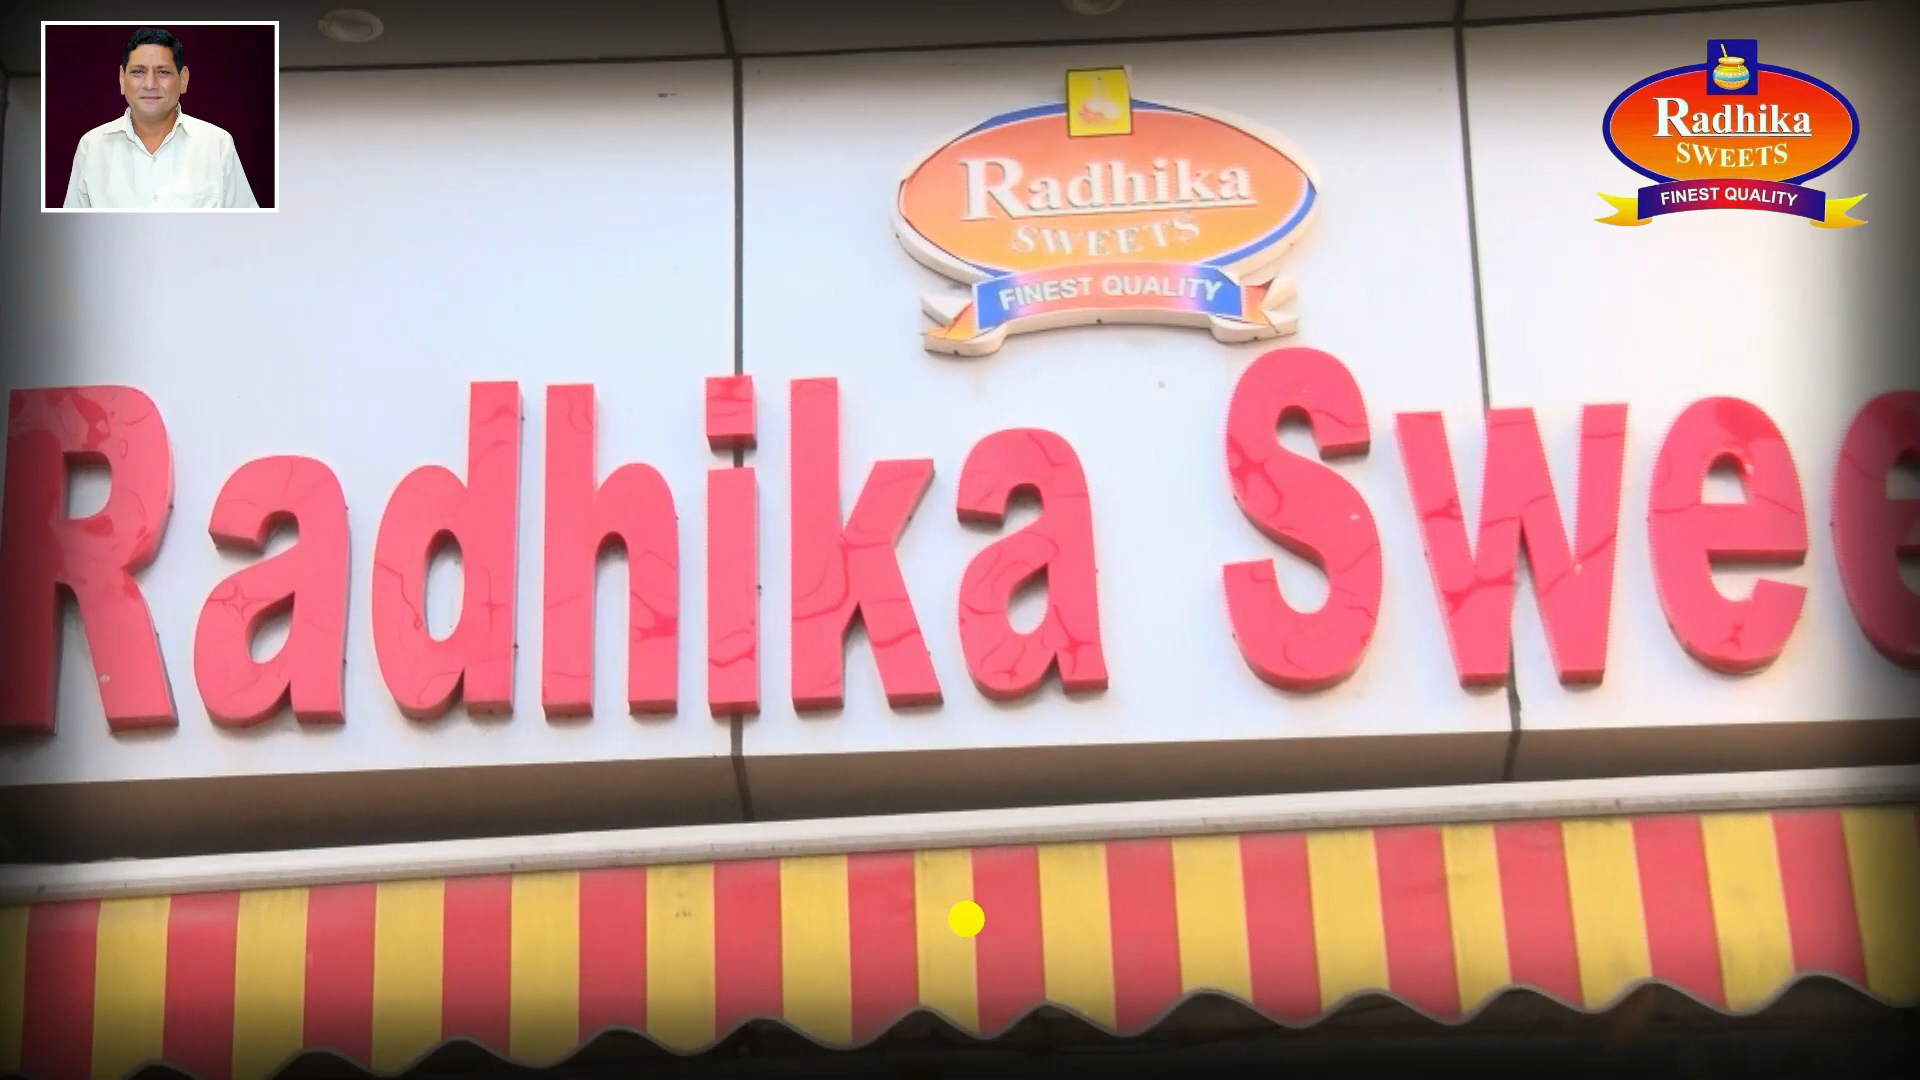 Radhika
SWEETS
FINEST QUALITY
Radhika
SWEETS
FINEST QUALITY
Radhika Swee